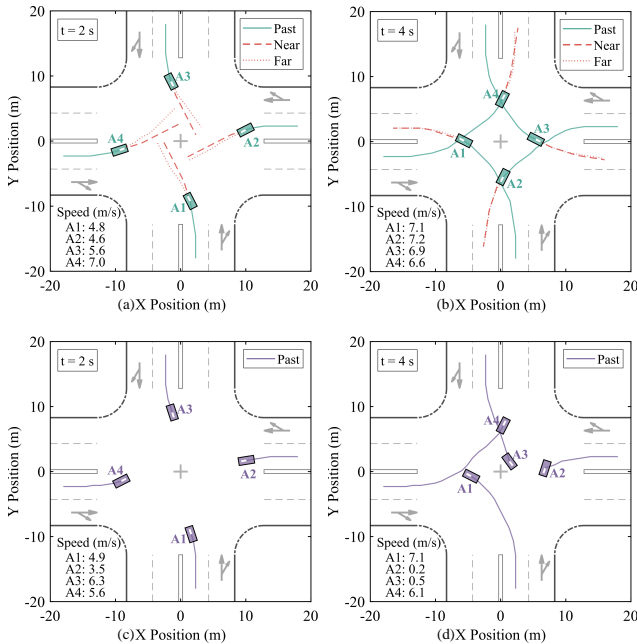 t = 2 s
Past
Near
Far
A3
A2
A4
A1
Speed (m/s)
A1: 4.8
A2: 4.6
A3: 5.6
A4: 7.0
Y Position (m)
20
10
0
-10
-20
-20
-10
0
10
20
(a)X Position (m)
t = 4 s
Past
Near
Far
A4
A3
A1
A2
Speed (m/s)
A1: 7.1
A2: 7.2
A3: 6.9
A4: 6.6
Y Position (m)
20
10
0
-10
-20
-20
-10
0
10
20
(b)X Position (m)
t = 2 s
Past
A3
A2
A4
A1
Speed (m/s)
A1: 4.9
A2: 3.5
A3: 6.3
A4: 5.6
Y Position (m)
20
10
0
-10
-20
-20
-10
0
10
20
(c)X Position (m)
t = 4 s
Past
A4
A3
A1
A2
Speed (m/s)
A1: 7.1
A2: 0.2
A3: 0.5
A4: 6.1
Y Position (m)
20
10
0
-10
-20
-20
-10
0
10
20
(d)X Position (m)